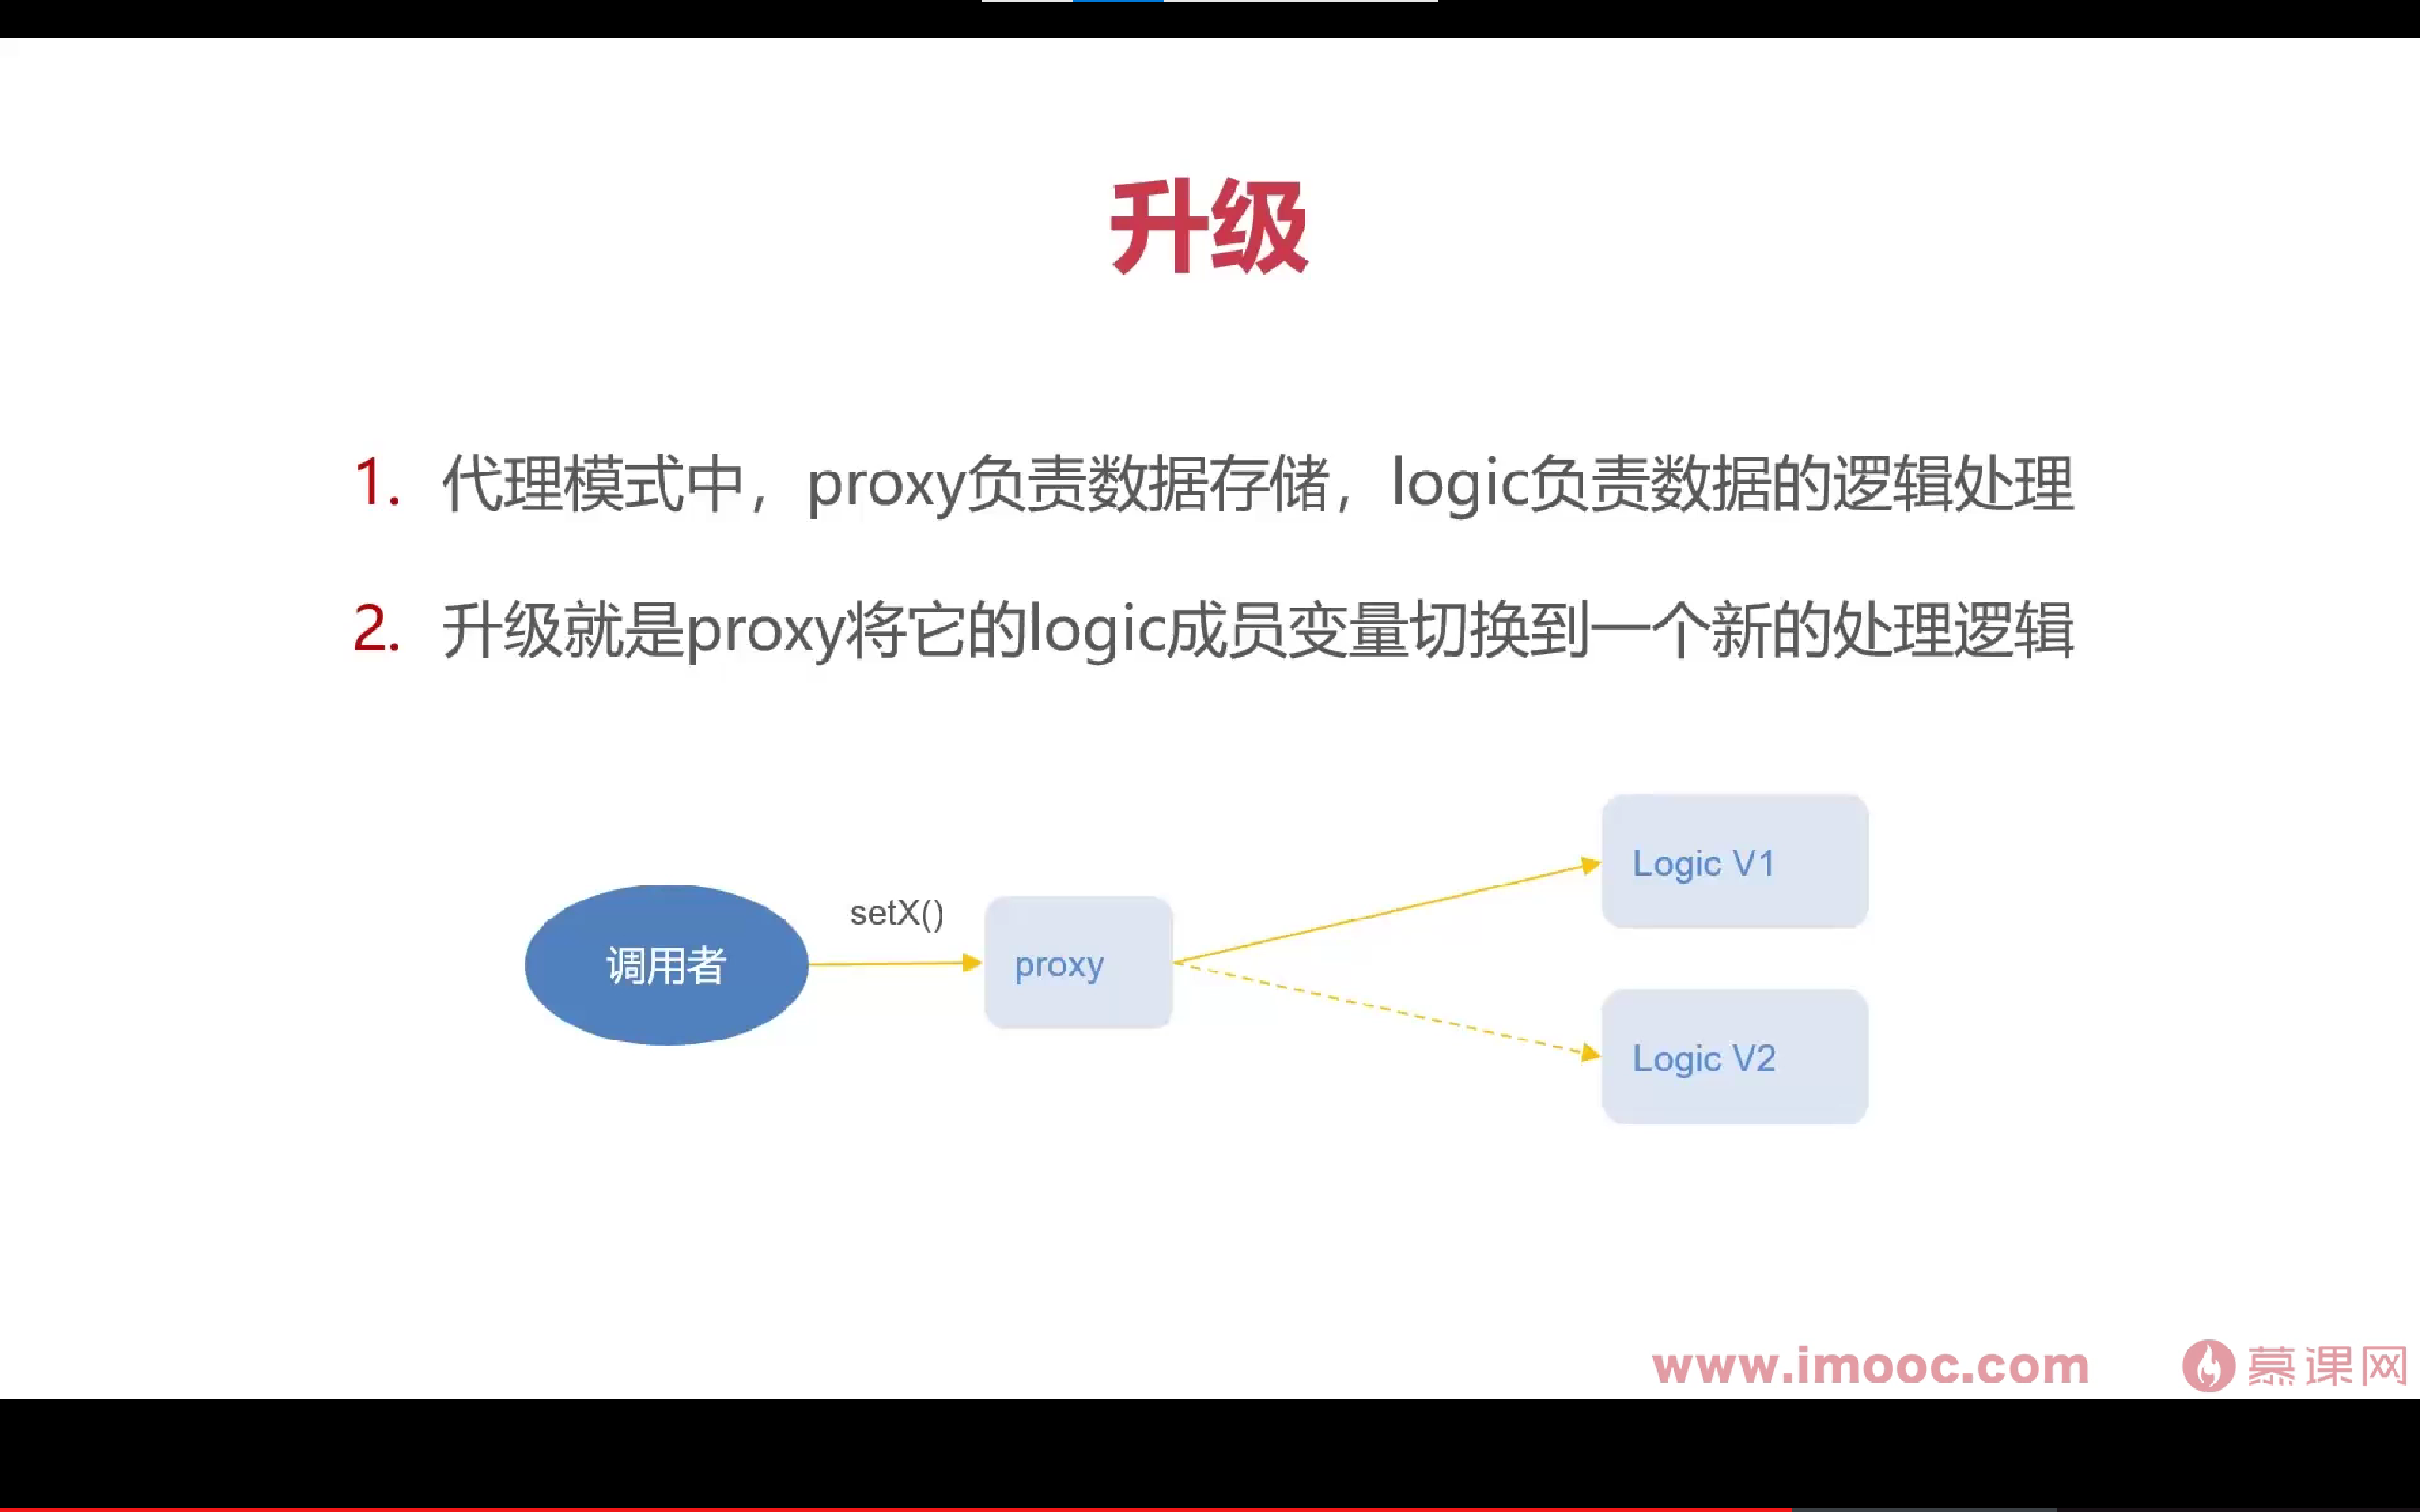 升级
1. 代理模式中，proxy负责数据存储，logic负责数据的逻辑处理
2. 升级就是proxy将它的logic成员变量切换到一个新的处理逻辑
Logic V1
setX()
调用者
proxy
Logic V2
www.imooc.com 慕课网